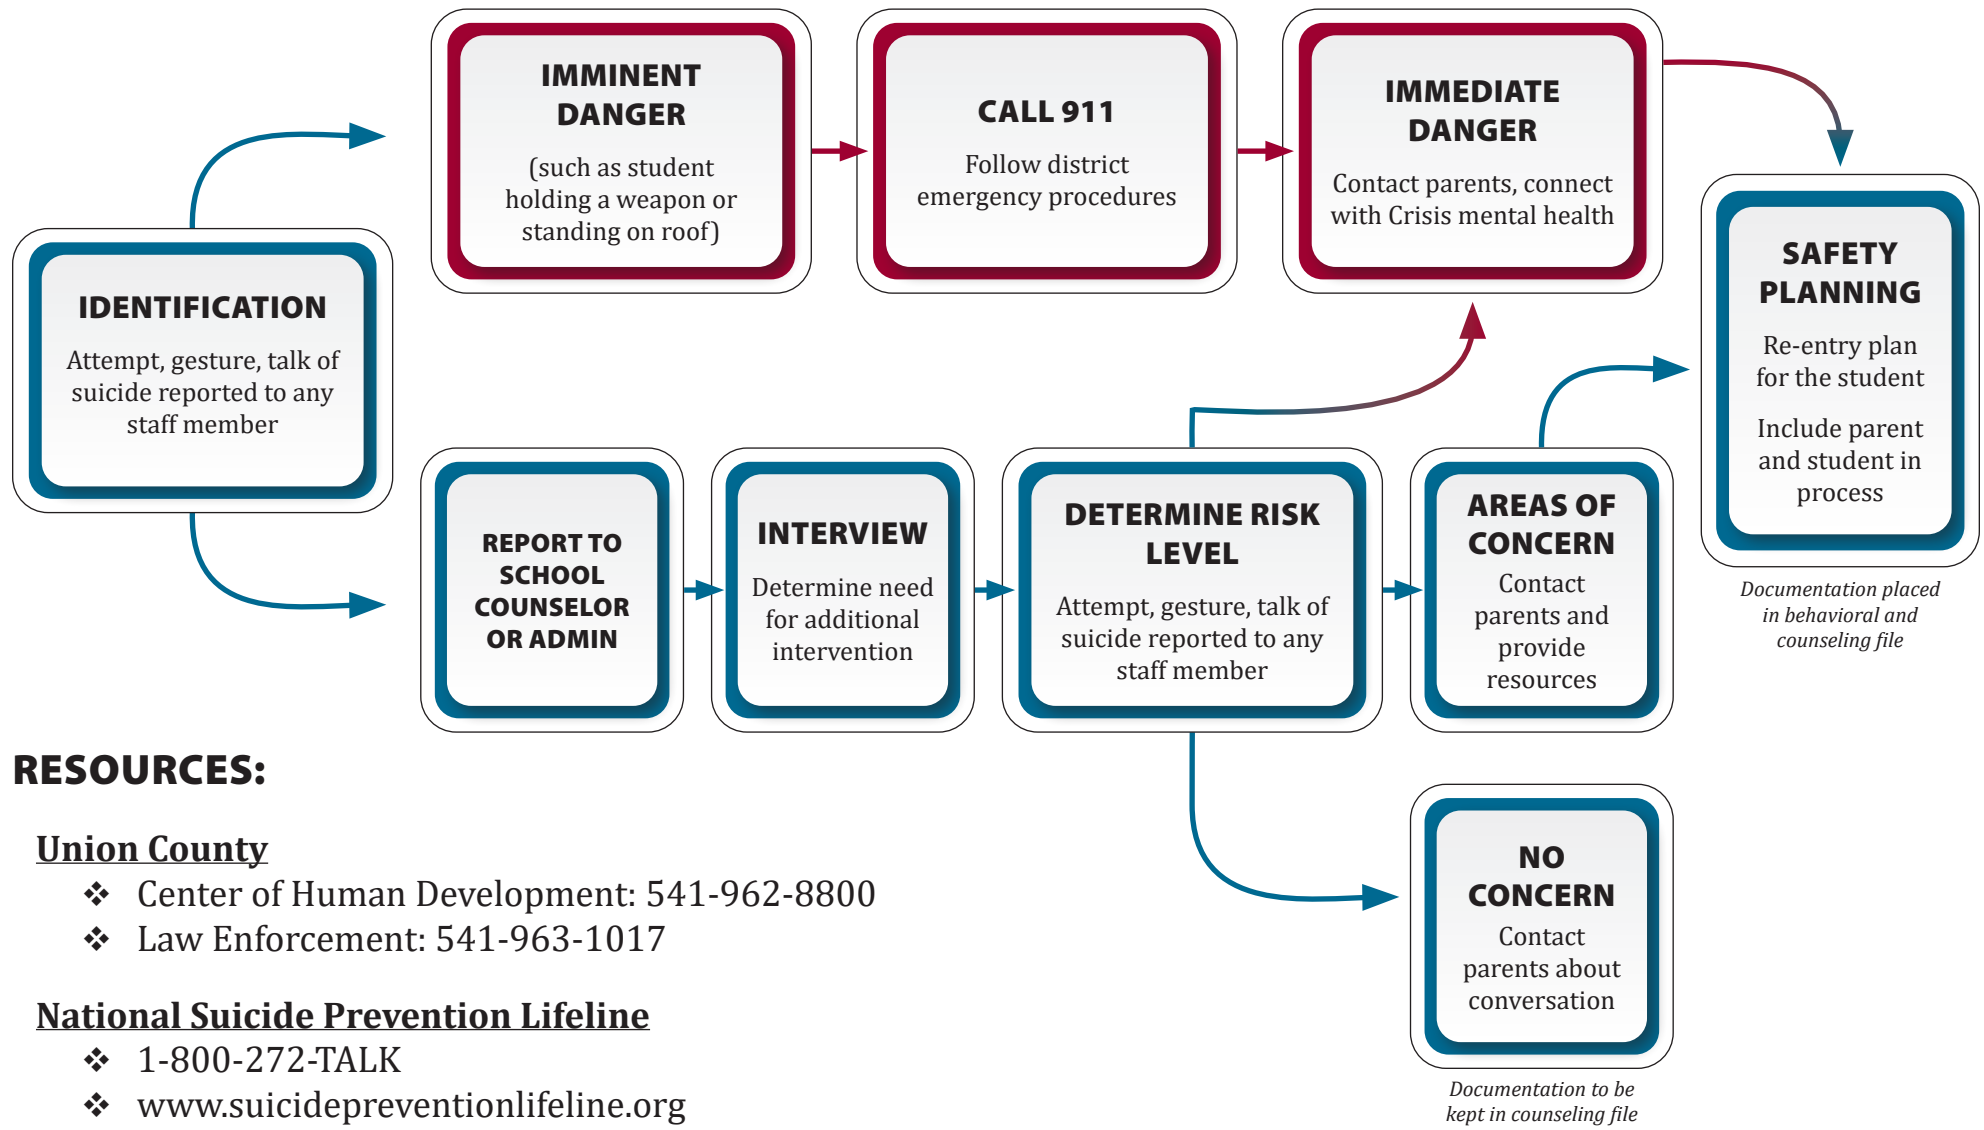 IDENTIFICATION
Attempt, gesture, talk of
suicide reported to any
staff member
IMMINENT
DANGER
(such as student
holding a weapon or
standing on roof)
CALL 911
Follow district
emergency procedures
IMMEDIATE
DANGER
Contact parents, connect
with Crisis mental health
SAFETY
PLANNING
Re-entry plan
for the student
Include parent
and student in
process
Documentation placed
in behavioral and
counseling file
REPORT TO
SCHOOL
COUNSELOR
OR ADMIN
INTERVIEW
Determine need
for additional
intervention
DETERMINE RISK
LEVEL
Attempt, gesture, talk of
suicide reported to any
staff member
AREAS OF
CONCERN
Contact
parents and
provide
resources
NO
CONCERN
Contact
parents about
conversation
Documentation to be
kept in counseling file
RESOURCES:
Union County
❖ Center of Human Development: 541-962-8800
❖ Law Enforcement: 541-963-1017
National Suicide Prevention Lifeline
❖ 1-800-272-TALK
❖ www.suicidepreventionlifeline.org